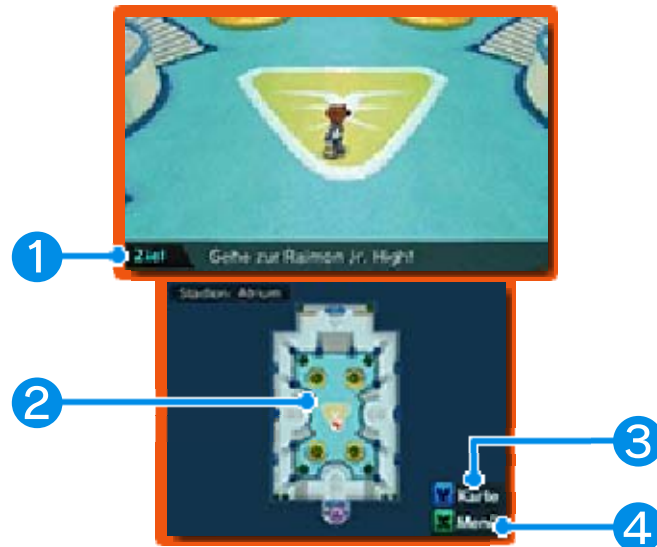 1
Ziel
Gehe zur Raimon Jr. High!
Stadion: Atrium
2
3
Y Karte
X Menü
4